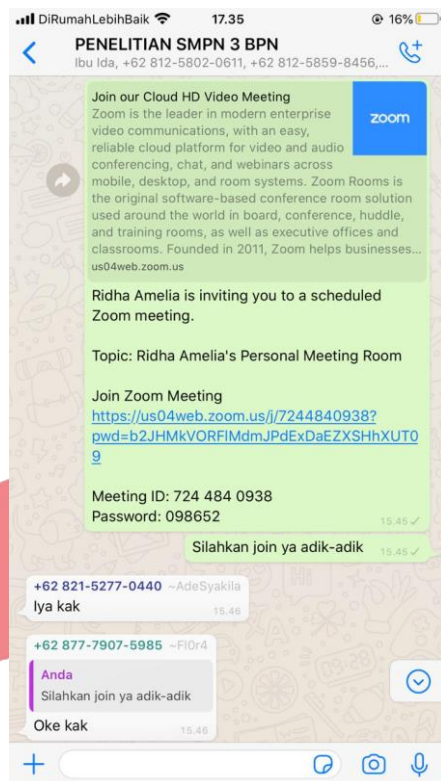 DiRumahLebihBaik 17.35 16%
PENELITIAN SMPN 3 BPN
Ibu Ida, +62 812-5802-0611, +62 812-5859-8456,...
Join our Cloud HD Video Meeting
Zoom is the leader in modern enterprise
video communications, with an easy,
reliable cloud platform for video and audio
conferencing, chat, and webinars across
mobile, desktop, and room systems. Zoom Rooms is
the original software-based conference room solution
used around the world in board, conference, huddle,
and training rooms, as well as executive offices and
classrooms. Founded in 2011, Zoom helps businesses...
us04web.zoom.us
zoom
Ridha Amelia is inviting you to a scheduled
Zoom meeting.
Topic: Ridha Amelia's Personal Meeting Room
Join Zoom Meeting
https://us04web.zoom.us/j/7244840938?
pwd=b2JHMkVORFlMdmJPdExDaEZXSHhXUT0
9
Meeting ID: 724 484 0938
Password: 098652
15.45
Silahkan join ya adik-adik 15.45
+62 821-5277-0440 ~AdeSyakila
Iya kak 15.46
+62 877-7907-5985 ~Fl0r4
Anda
Silahkan join ya adik-adik
Oke kak 15.46